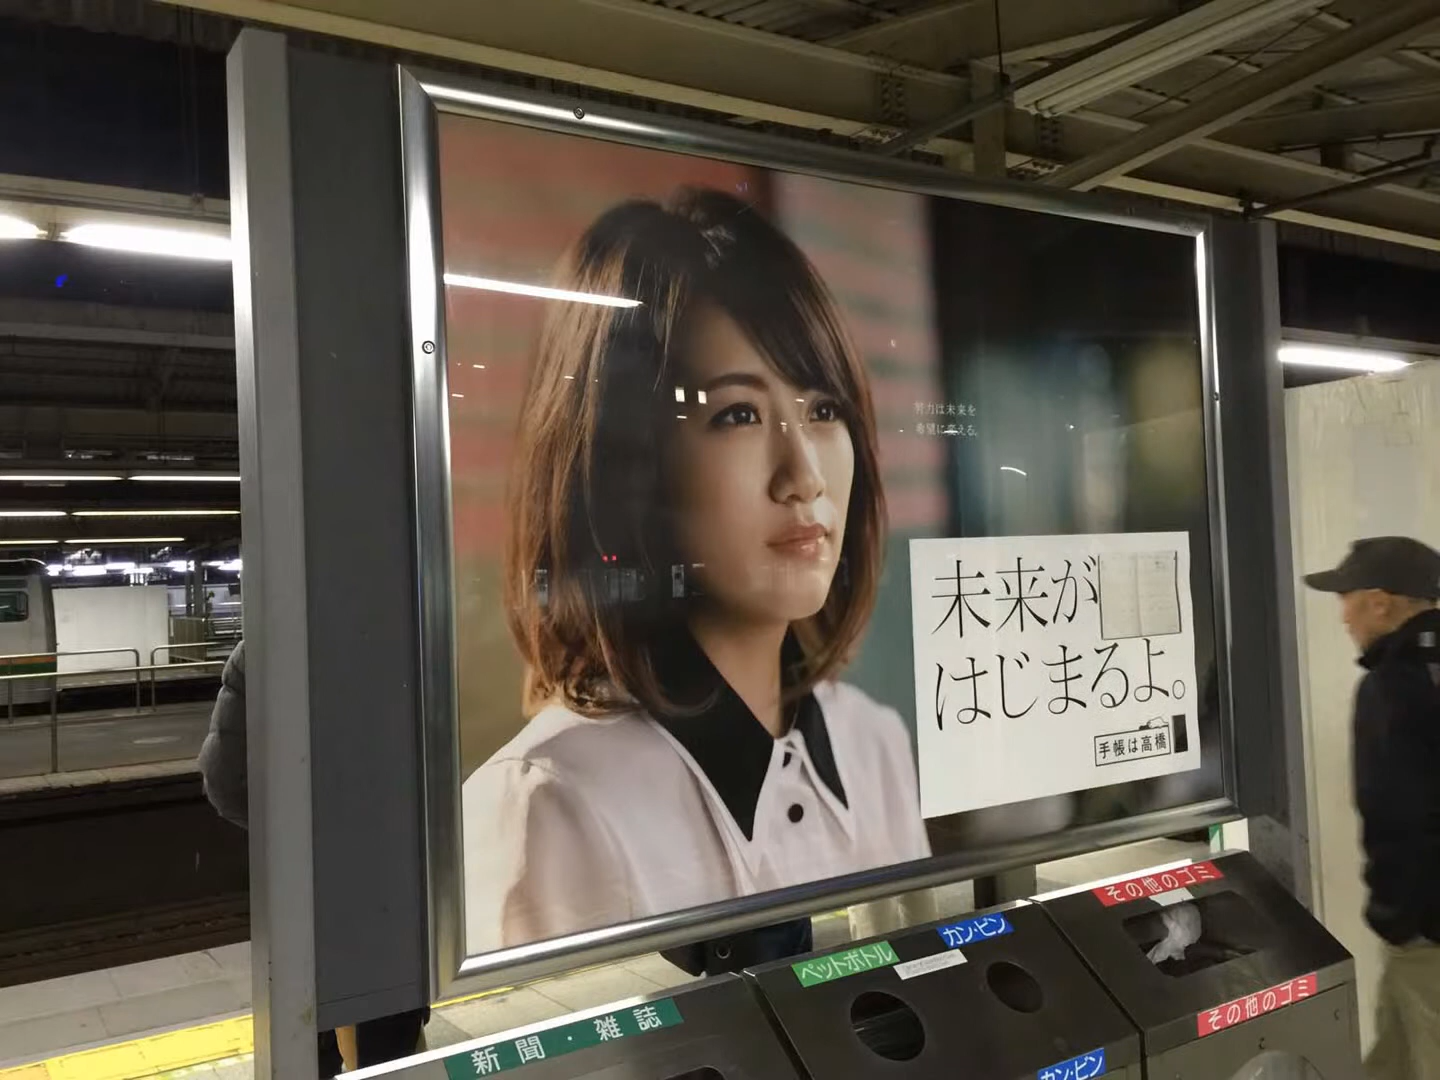 努力は未来を
希望に変える。
未来が
はじまるよ。
手帳は高橋
その他のゴミ
カン・ビン
ペットボトル
その他のゴミ
新聞・雑誌
カン・ビン